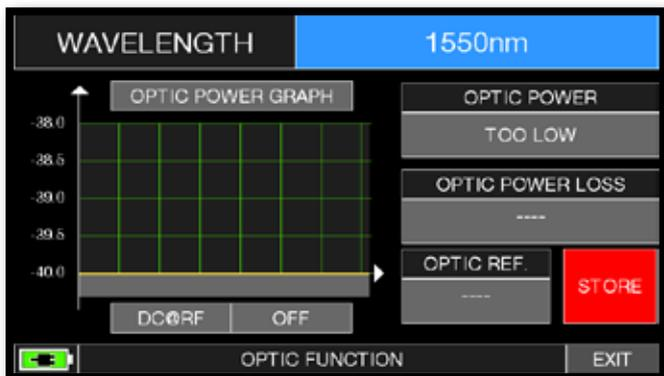 WAVELENGTH 1550nm
OPTIC POWER GRAPH
-38.0
-38.5
-39.0
-39.5
-40.0
DC@RF OFF
OPTIC POWER
TOO LOW
OPTIC POWER LOSS
----
OPTIC REF.
----
STORE
OPTIC FUNCTION EXIT